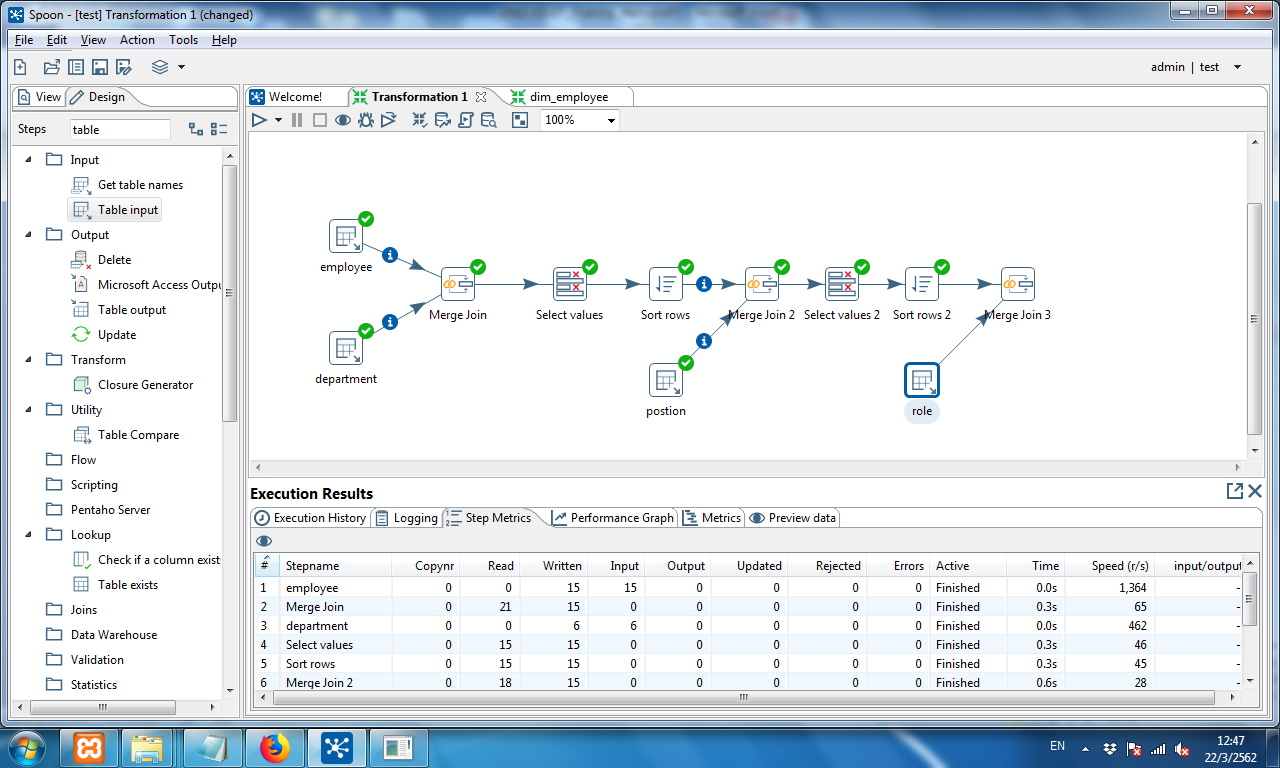 Spoon - [test] Transformation 1 (changed)
File Edit View Action Tools Help
admin | test
View Design
Steps table
Input
Get table names
Table input
Output
Delete
Microsoft Access Outpu
Table output
Update
Transform
Closure Generator
Utility
Table Compare
Flow
Scripting
Pentaho Server
Lookup
Check if a column exist
Table exists
Joins
Data Warehouse
Validation
Statistics
Welcome! Transformation 1 dim_employee
100%
employee
Merge Join
Select values
Sort rows
Merge Join 2
Select values 2
Sort rows 2
Merge Join 3
department
postion
role
Execution Results
Execution History Logging Step Metrics Performance Graph Metrics Preview data
# Stepname Copynr Read Written Input Output Updated Rejected Errors Active Time Speed (r/s) input/output
1 employee 0 0 15 15 0 0 0 0 Finished 0.0s 1,364 -
2 Merge Join 0 21 15 0 0 0 0 0 Finished 0.3s 65 -
3 department 0 0 6 6 0 0 0 0 Finished 0.0s 462 -
4 Select values 0 15 15 0 0 0 0 0 Finished 0.3s 46 -
5 Sort rows 0 15 15 0 0 0 0 0 Finished 0.3s 45 -
6 Merge Join 2 0 18 15 0 0 0 0 0 Finished 0.6s 28 -
EN
12:47
22/3/2562